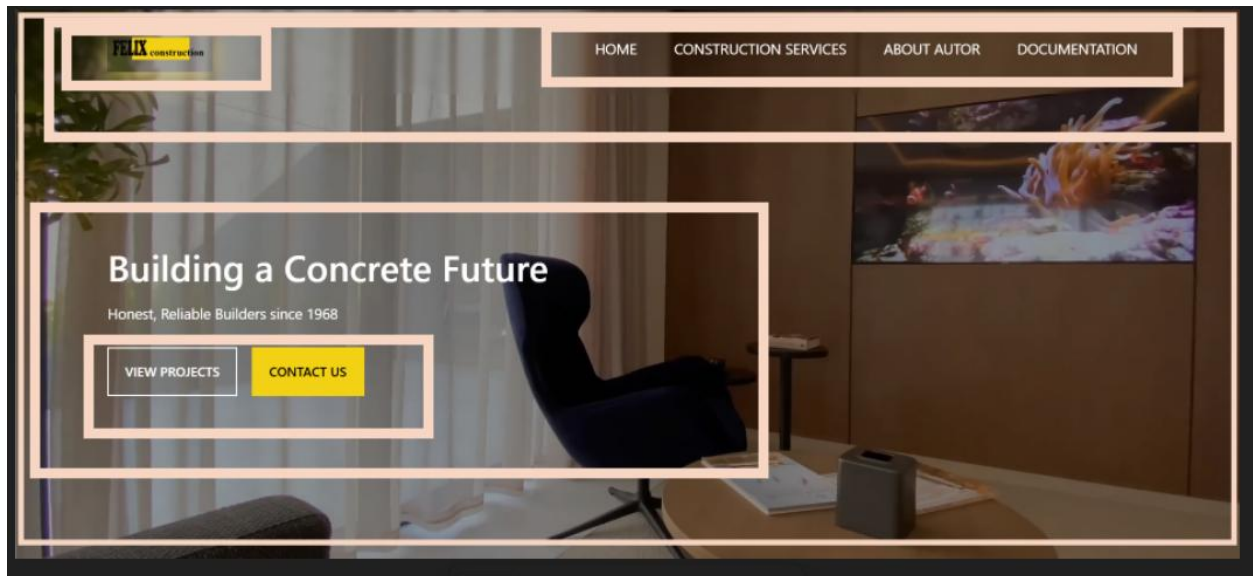 FELIX construction
HOME CONSTRUCTION SERVICES ABOUT AUTOR DOCUMENTATION
Building a Concrete Future
Honest, Reliable Builders since 1968
VIEW PROJECTS CONTACT US